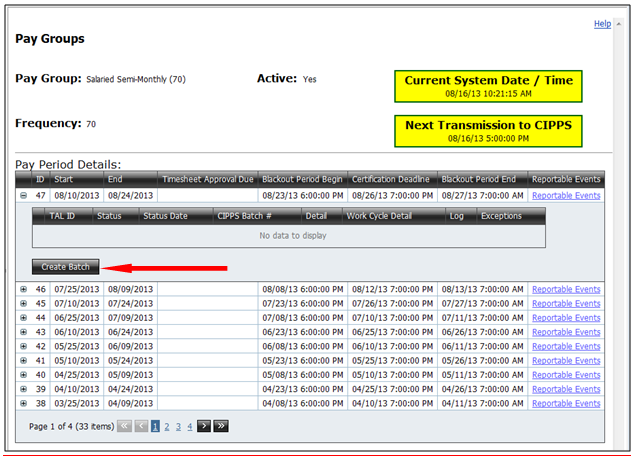 Help
Pay Groups
Pay Group: Salaried Semi-Monthly (70) Active: Yes
Current System Date / Time
08/16/13 10:21:15 AM
Frequency: 70
Next Transmission to CIPPS
08/16/13 5:00:00 PM
Pay Period Details:
ID Start End Timesheet Approval Due Blackout Period Begin Certification Deadline Blackout Period End Reportable Events
47 08/10/2013 08/24/2013 08/23/13 6:00:00 PM 08/26/13 7:00:00 PM 08/27/13 7:00:00 AM Reportable Events
TAL ID Status Status Date CIPPS Batch # Detail Work Cycle Detail Log Exceptions
No data to display
Create Batch
46 07/25/2013 08/09/2013 08/08/13 6:00:00 PM 08/12/13 7:00:00 PM 08/13/13 7:00:00 AM Reportable Events
45 07/10/2013 07/24/2013 07/23/13 6:00:00 PM 07/26/13 7:00:00 PM 07/27/13 7:00:00 AM Reportable Events
44 06/25/2013 07/09/2013 07/08/13 6:00:00 PM 07/10/13 7:00:00 PM 07/11/13 7:00:00 AM Reportable Events
43 06/10/2013 06/24/2013 06/23/13 6:00:00 PM 06/25/13 7:00:00 PM 06/26/13 7:00:00 AM Reportable Events
42 05/25/2013 06/09/2013 06/08/13 6:00:00 PM 06/10/13 7:00:00 PM 06/11/13 7:00:00 AM Reportable Events
41 05/10/2013 05/24/2013 05/23/13 6:00:00 PM 05/25/13 7:00:00 PM 05/26/13 7:00:00 AM Reportable Events
40 04/25/2013 05/09/2013 05/08/13 6:00:00 PM 05/10/13 7:00:00 PM 05/11/13 7:00:00 AM Reportable Events
39 04/10/2013 04/24/2013 04/23/13 6:00:00 PM 04/25/13 7:00:00 PM 04/26/13 7:00:00 AM Reportable Events
38 03/25/2013 04/09/2013 04/08/13 6:00:00 PM 04/10/13 7:00:00 PM 04/11/13 7:00:00 AM Reportable Events
Page 1 of 4 (33 items) 1 2 3 4